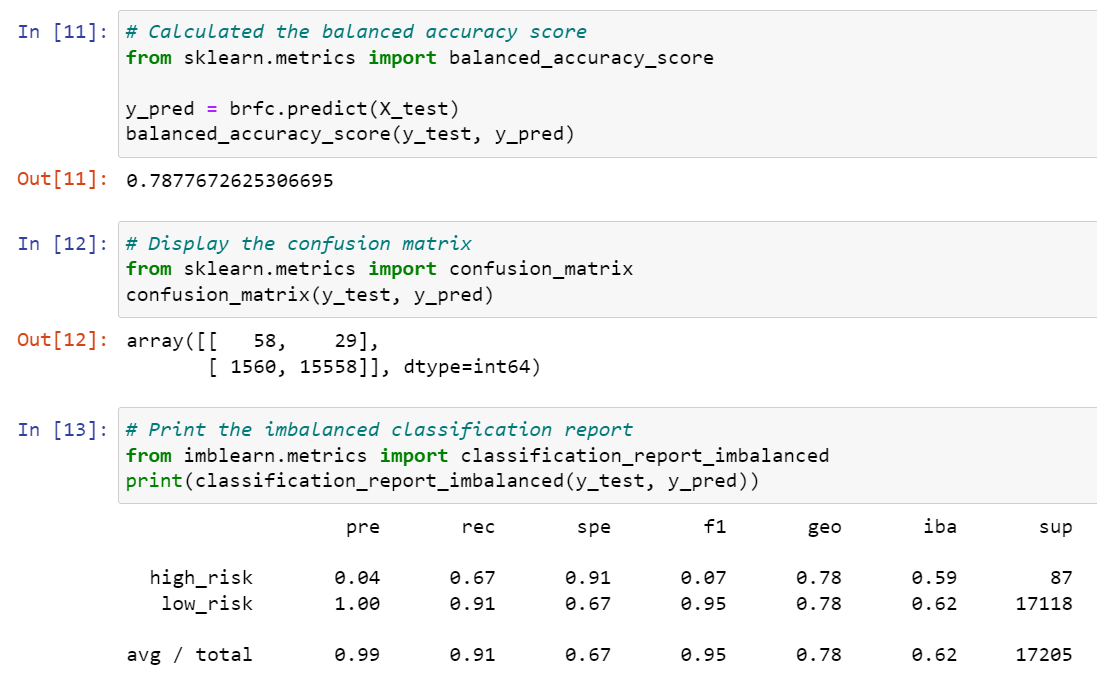 In [11]: # Calculated the balanced accuracy score
from sklearn.metrics import balanced_accuracy_score
y_pred = brfc.predict(X_test)
balanced_accuracy_score(y_test, y_pred)
Out[11]: 0.7877672625306695
In [12]: # Display the confusion matrix
from sklearn.metrics import confusion_matrix
confusion_matrix(y_test, y_pred)
Out[12]: array([[   58,    29],
       [ 1560, 15558]], dtype=int64)
In [13]: # Print the imbalanced classification report
from imblearn.metrics import classification_report_imbalanced
print(classification_report_imbalanced(y_test, y_pred))
pre rec spe f1 geo iba sup
high_risk 0.04 0.67 0.91 0.07 0.78 0.59 87
low_risk 1.00 0.91 0.67 0.95 0.78 0.62 17118
avg / total 0.99 0.91 0.67 0.95 0.78 0.62 17205